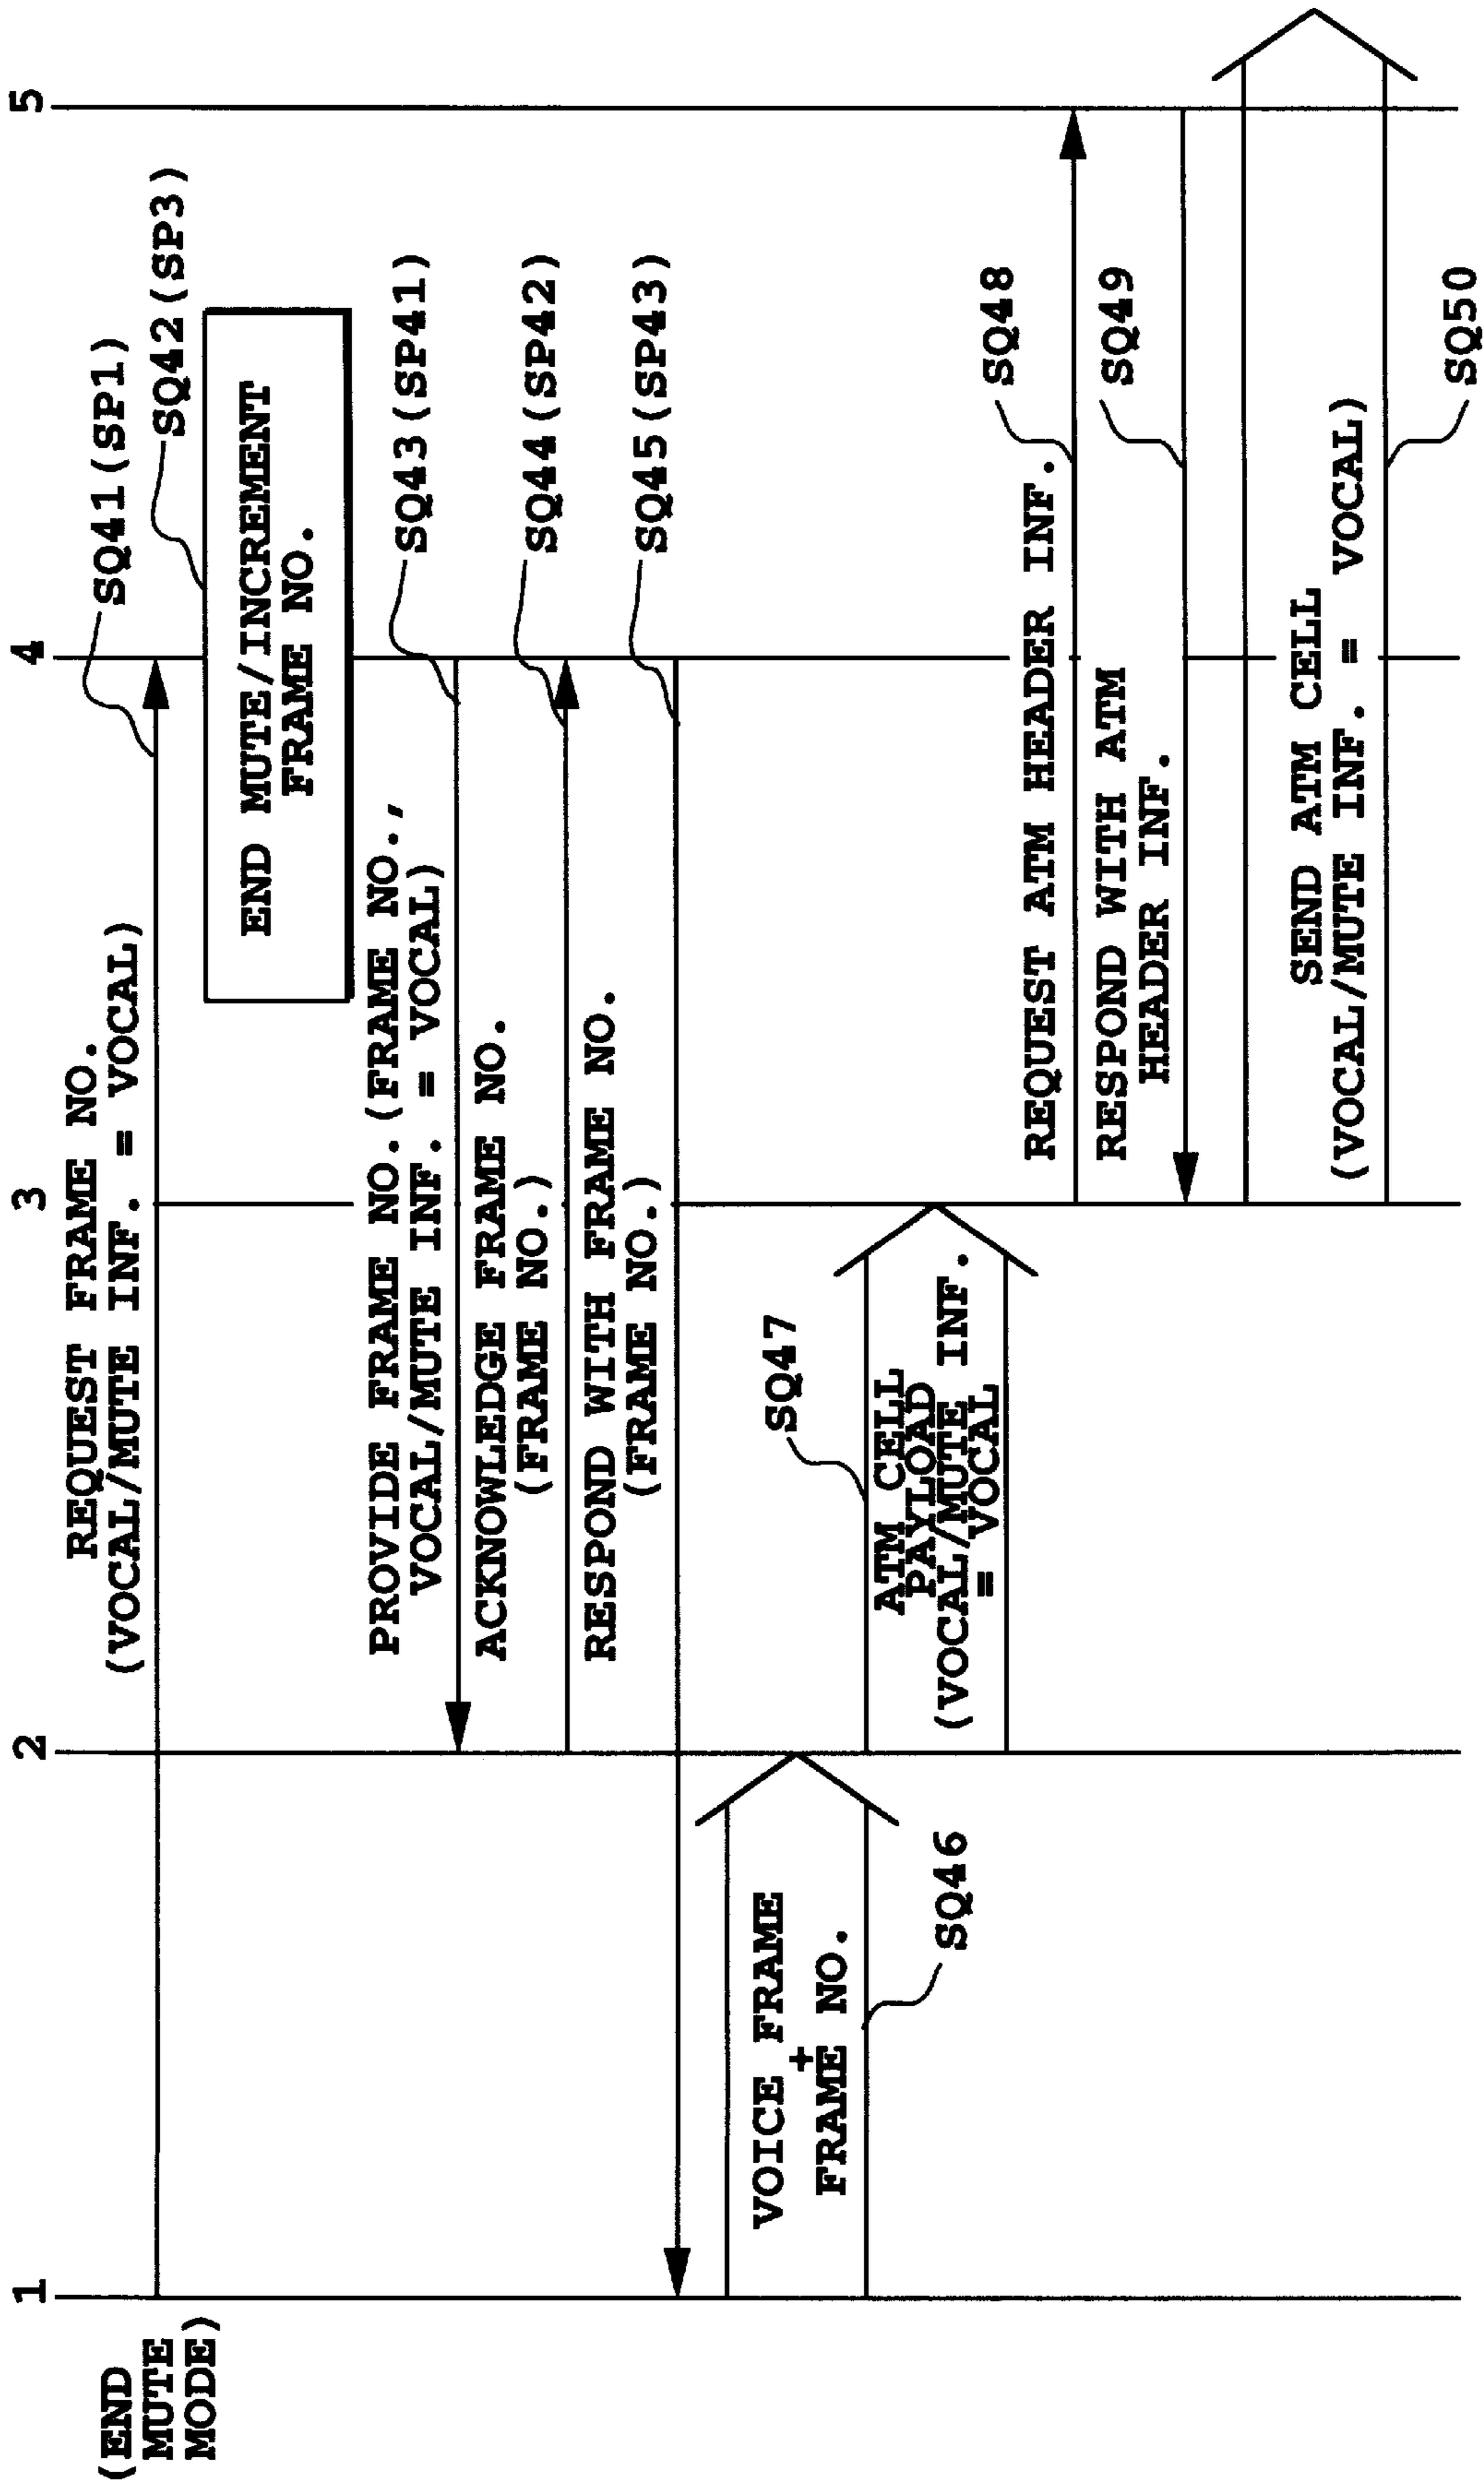 1
2
3
4
5
(END
MUTE
MODE)
REQUEST FRAME NO.
(VOCAL/MUTE INF. = VOCAL)
SQ41(SP1)
SQ42(SP3)
END MUTE/INCREMENT
FRAME NO.
PROVIDE FRAME NO.(FRAME NO.,
VOCAL/MUTE INF. = VOCAL)
SQ43(SP41)
ACKNOWLEDGE FRAME NO.
(FRAME NO.)
SQ44(SP42)
RESPOND WITH FRAME NO.
(FRAME NO.)
SQ45(SP43)
VOICE FRAME
+
FRAME NO.
SQ46
SQ47
ATM CELL
PAYLOAD
(VOCAL/MUTE INF.
= VOCAL
REQUEST ATM HEADER INF.
SQ48
RESPOND WITH ATM
HEADER INF.
SQ49
SEND ATM CELL
(VOCAL/MUTE INF. = VOCAL)
SQ50